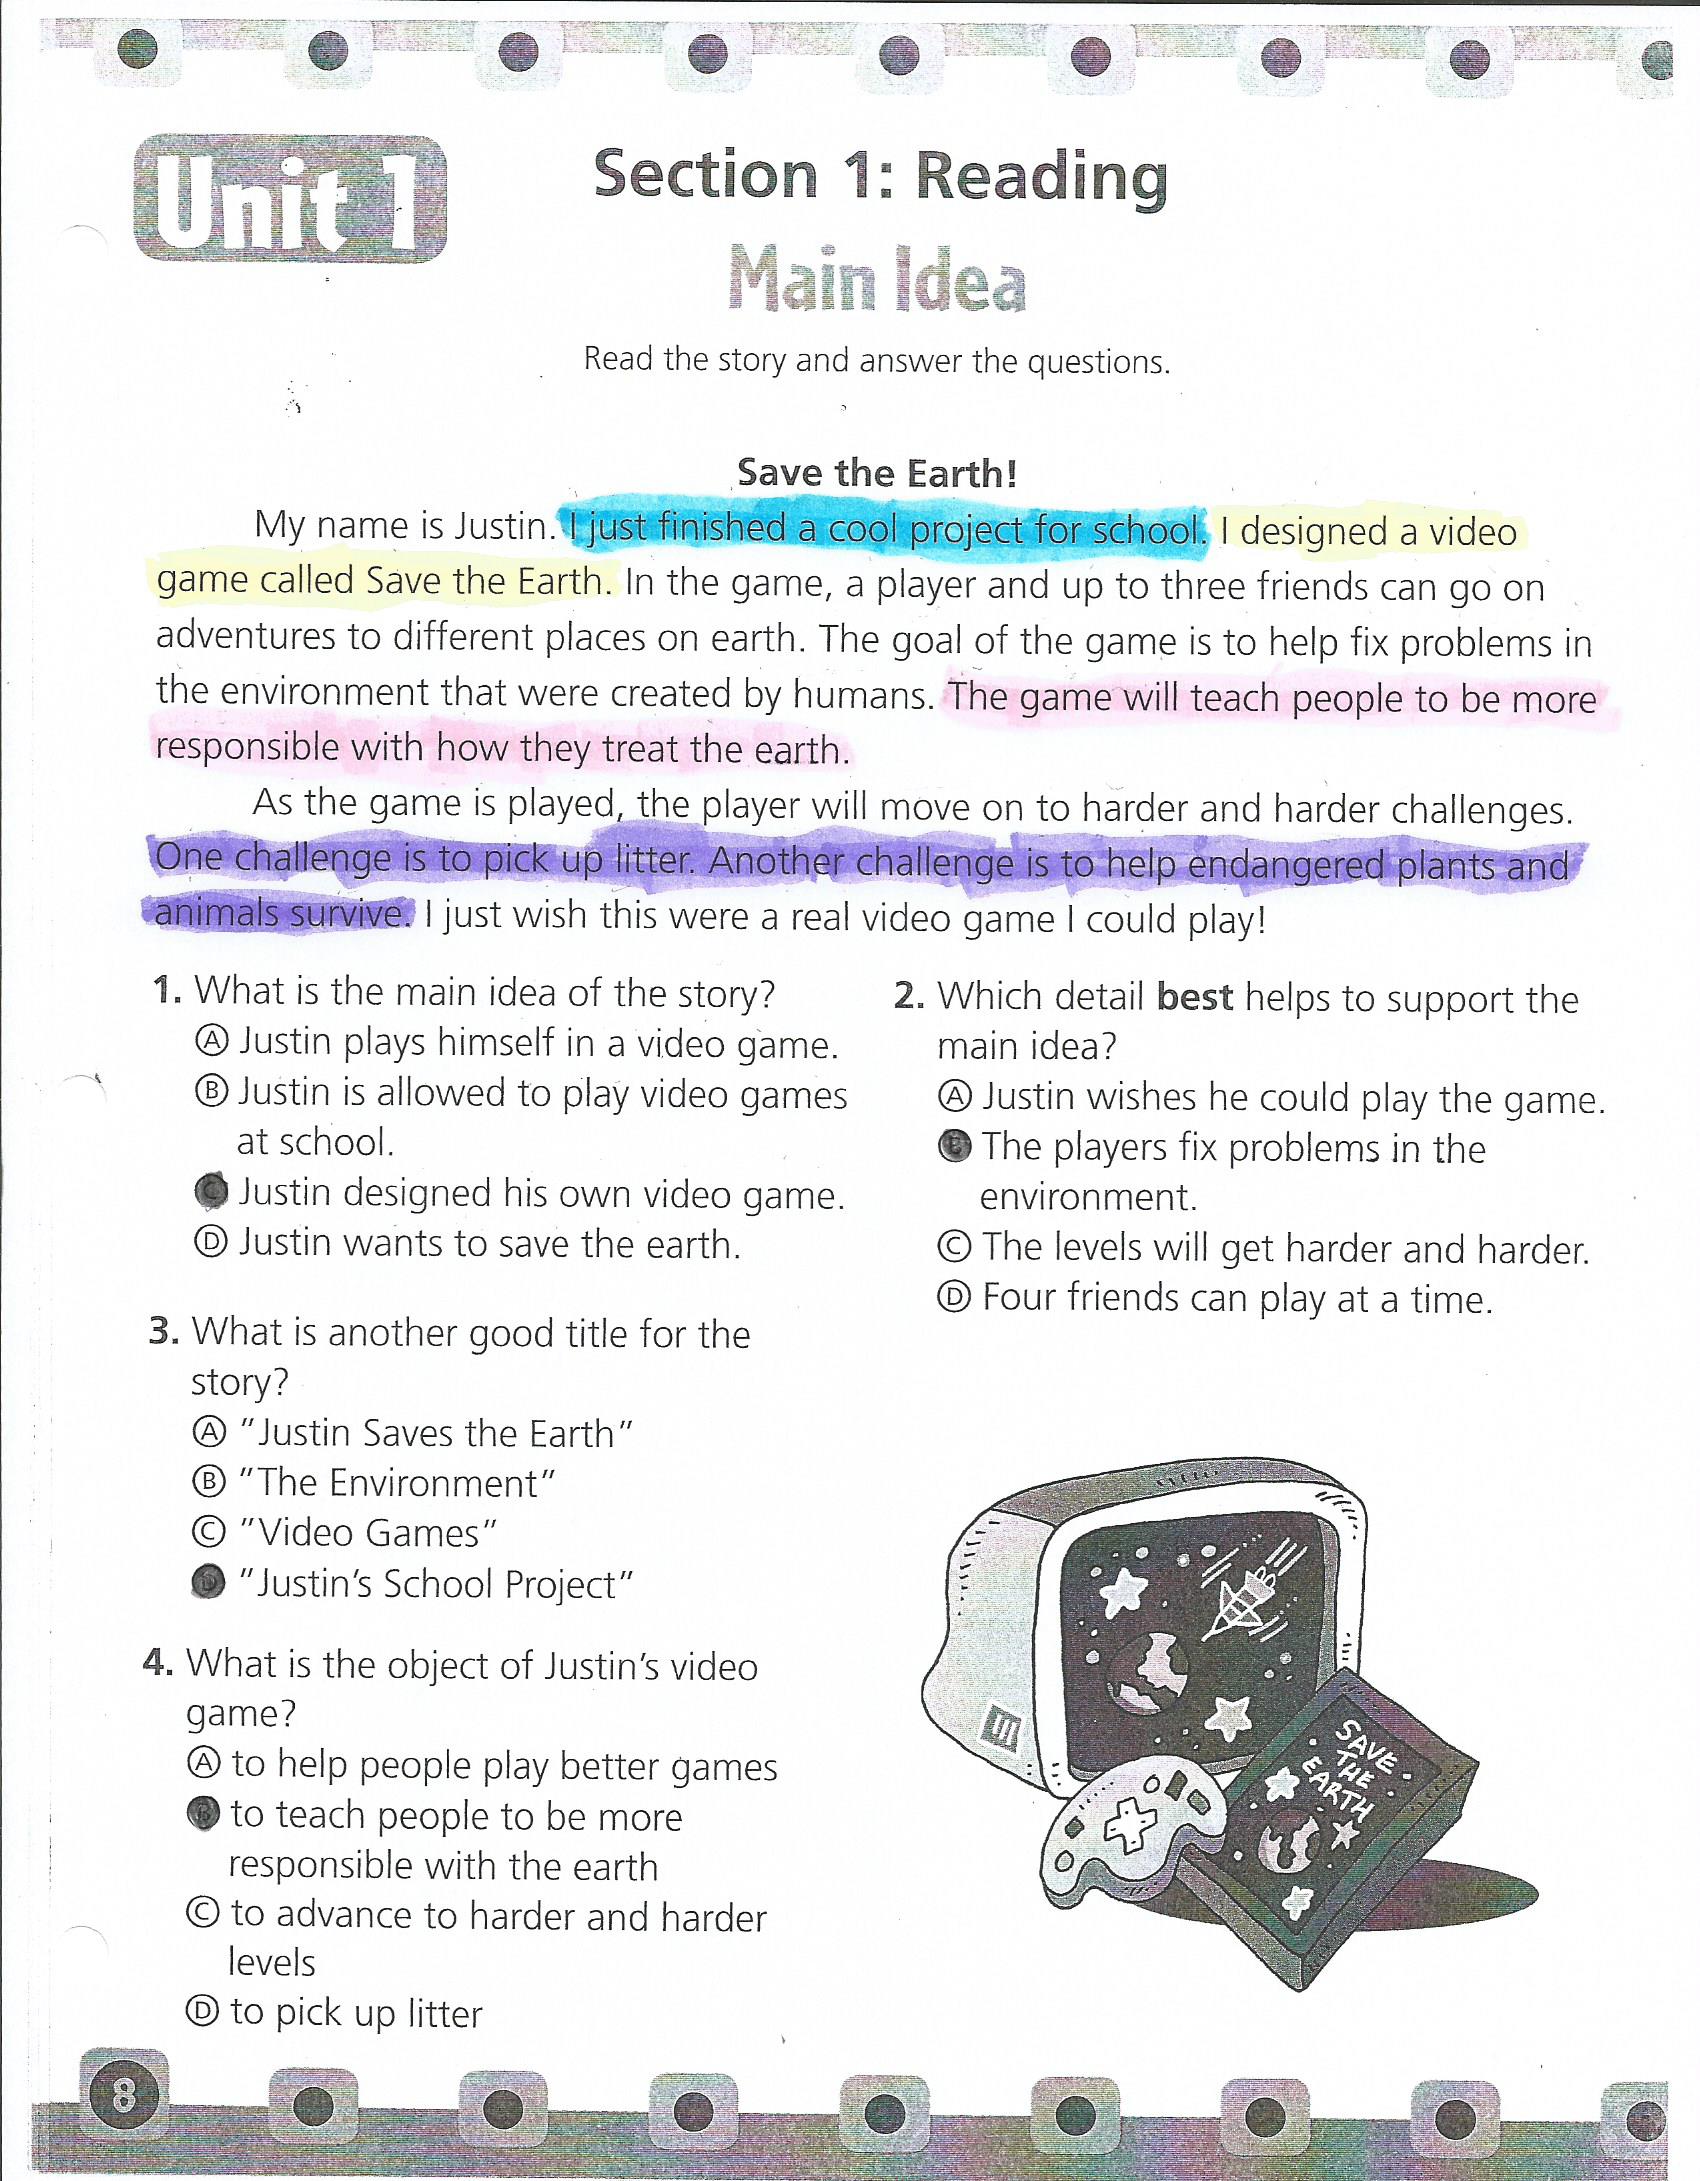 Unit 1
Section 1: Reading
Main Idea
Read the story and answer the questions.
Save the Earth!
My name is Justin. I just finished a cool project for school. I designed a video
game called Save the Earth. In the game, a player and up to three friends can go on
adventures to different places on earth. The goal of the game is to help fix problems in
the environment that were created by humans. The game will teach people to be more
responsible with how they treat the earth.
As the game is played, the player will move on to harder and harder challenges.
One challenge is to pick up litter. Another challenge is to help endangered plants and
animals survive. I just wish this were a real video game I could play!
1. What is the main idea of the story?
Ⓐ Justin plays himself in a video game.
Ⓑ Justin is allowed to play video games
at school.
Ⓒ Justin designed his own video game.
Ⓓ Justin wants to save the earth.
2. Which detail best helps to support the
main idea?
Ⓐ Justin wishes he could play the game.
Ⓑ The players fix problems in the
environment.
Ⓒ The levels will get harder and harder.
Ⓓ Four friends can play at a time.
3. What is another good title for the
story?
Ⓐ "Justin Saves the Earth"
Ⓑ "The Environment"
Ⓒ "Video Games"
Ⓓ "Justin's School Project"
4. What is the object of Justin's video
game?
Ⓐ to help people play better games
Ⓑ to teach people to be more
responsible with the earth
Ⓒ to advance to harder and harder
levels
Ⓓ to pick up litter
SAVE
THE
EARTH
8